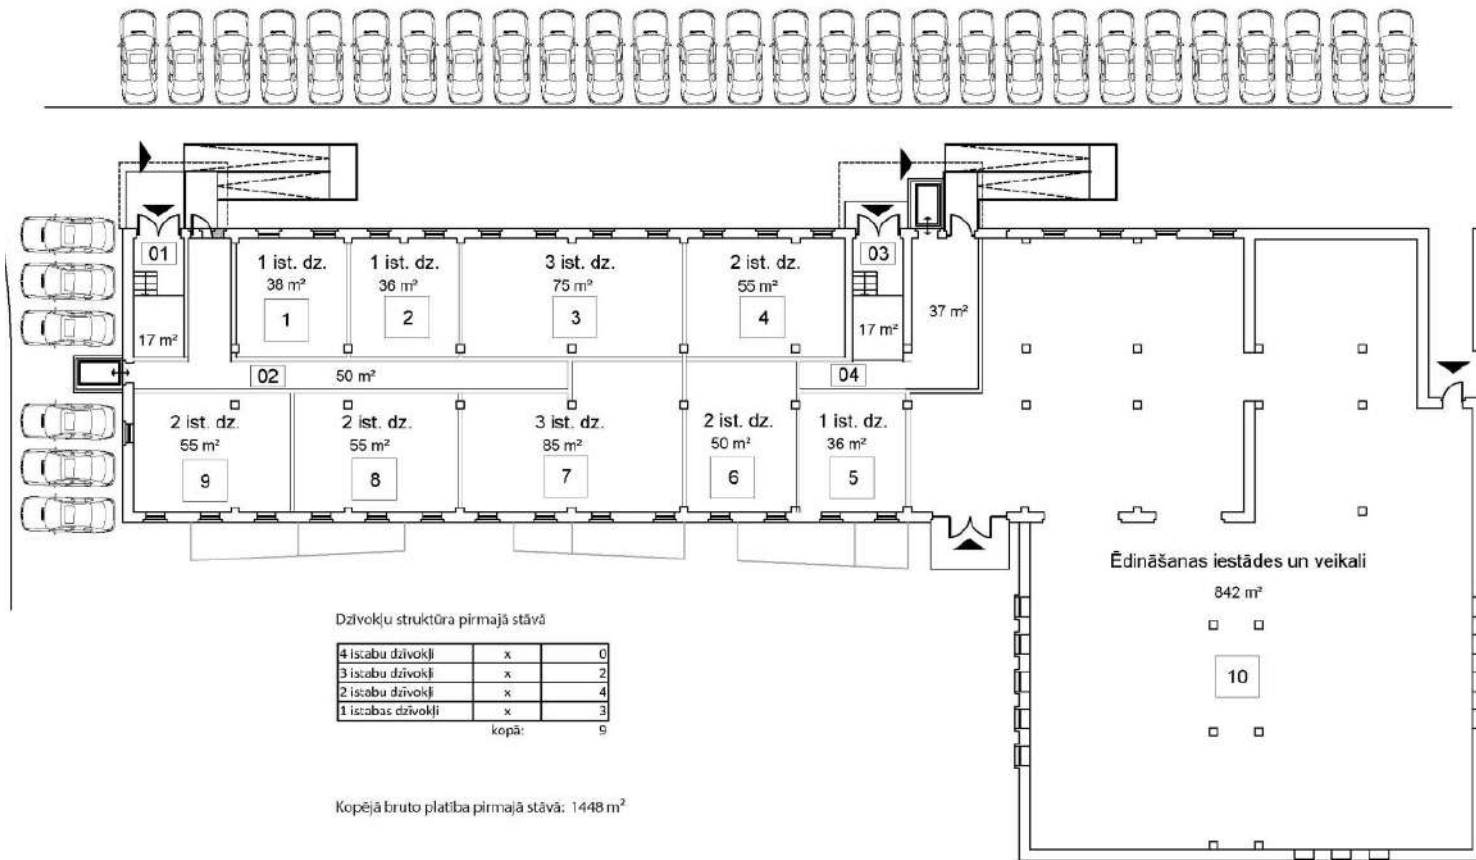 01
03
1 ist. dz.
38 m²
1
1 ist. dz.
36 m²
2
3 ist. dz.
75 m²
3
2 ist. dz.
55 m²
4
17 m²
17 m²
37 m²
02
50 m²
04
2 ist. dz.
55 m²
9
2 ist. dz.
55 m²
8
3 ist. dz.
85 m²
7
2 ist. dz.
50 m²
6
1 ist. dz.
36 m²
5
Ēdināšanas iestādes un veikali
842 m²
10
Dzīvokļu struktūra pirmajā stāvā
4 istabu dzīvokļi x 0
3 istabu dzīvokļi x 2
2 istabu dzīvokļi x 4
1 istabas dzīvokļi x 3
kopā: 9
Kopējā bruto platība pirmajā stāvā: 1448 m²